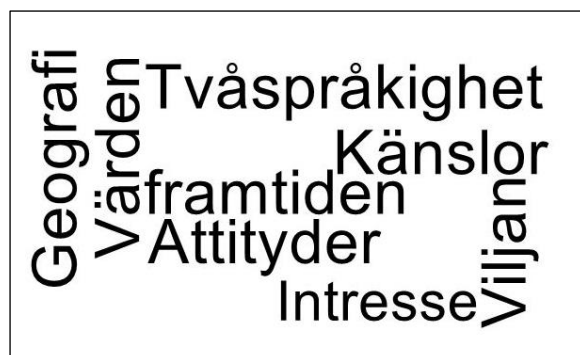 Geografi
Värden
Tvåspråkighet
Känslor
framtiden
Attityder
Viljan
Intresse